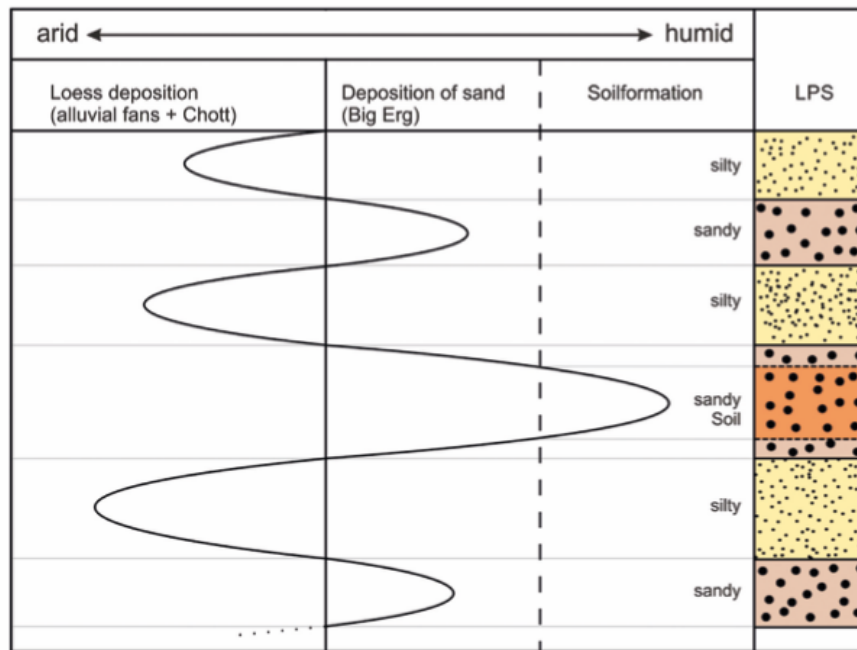 arid humid
Loess deposition
(alluvial fans + Chott)
Deposition of sand
(Big Erg)
Soilformation
LPS
silty
sandy
silty
sandy
Soil
silty
sandy